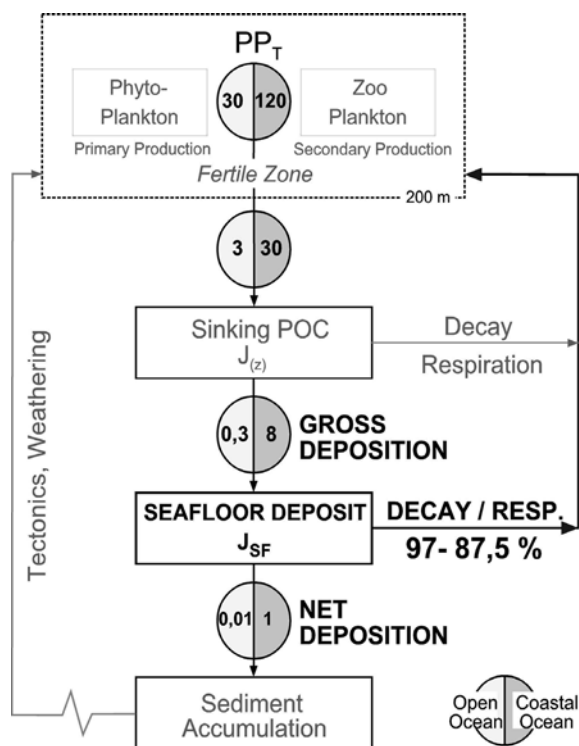 PP_T
Phyto-
Plankton
30 120
Zoo
Plankton
Primary Production
Secondary Production
Fertile Zone
200 m
3 30
Sinking POC
J_(z)
Decay
Respiration
Tectonics, Weathering
0,3 8
GROSS
DEPOSITION
SEAFLOOR DEPOSIT
J_SF
DECAY / RESP.
97- 87,5 %
0,01 1
NET
DEPOSITION
Sediment
Accumulation
Open
Ocean
Coastal
Ocean